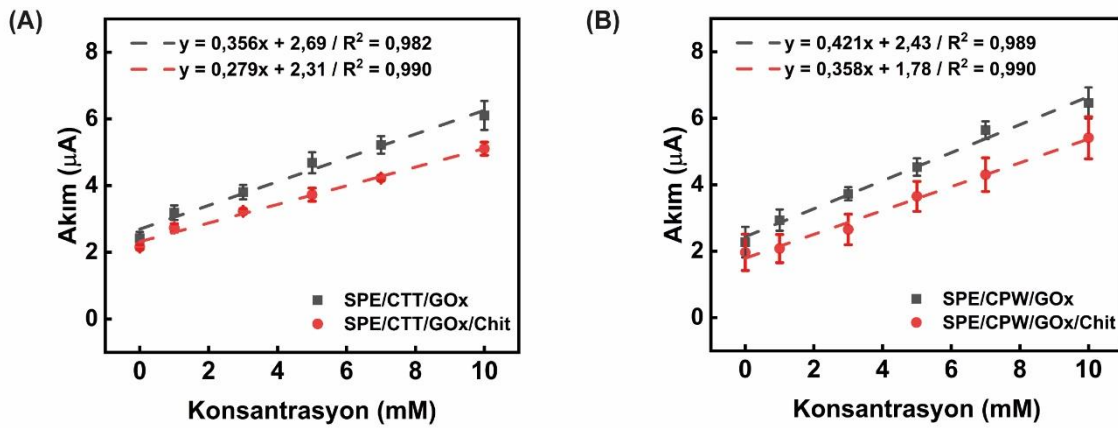 (A)
y = 0,356x + 2,69 / R² = 0,982
y = 0,279x + 2,31 / R² = 0,990
8
6
4
2
0
Akım (µA)
SPE/CTT/GOx
SPE/CTT/GOx/Chit
0 2 4 6 8 10
Konsantrasyon (mM)
(B)
y = 0,421x + 2,43 / R² = 0,989
y = 0,358x + 1,78 / R² = 0,990
8
6
4
2
0
Akım (µA)
SPE/CPW/GOx
SPE/CPW/GOx/Chit
0 2 4 6 8 10
Konsantrasyon (mM)